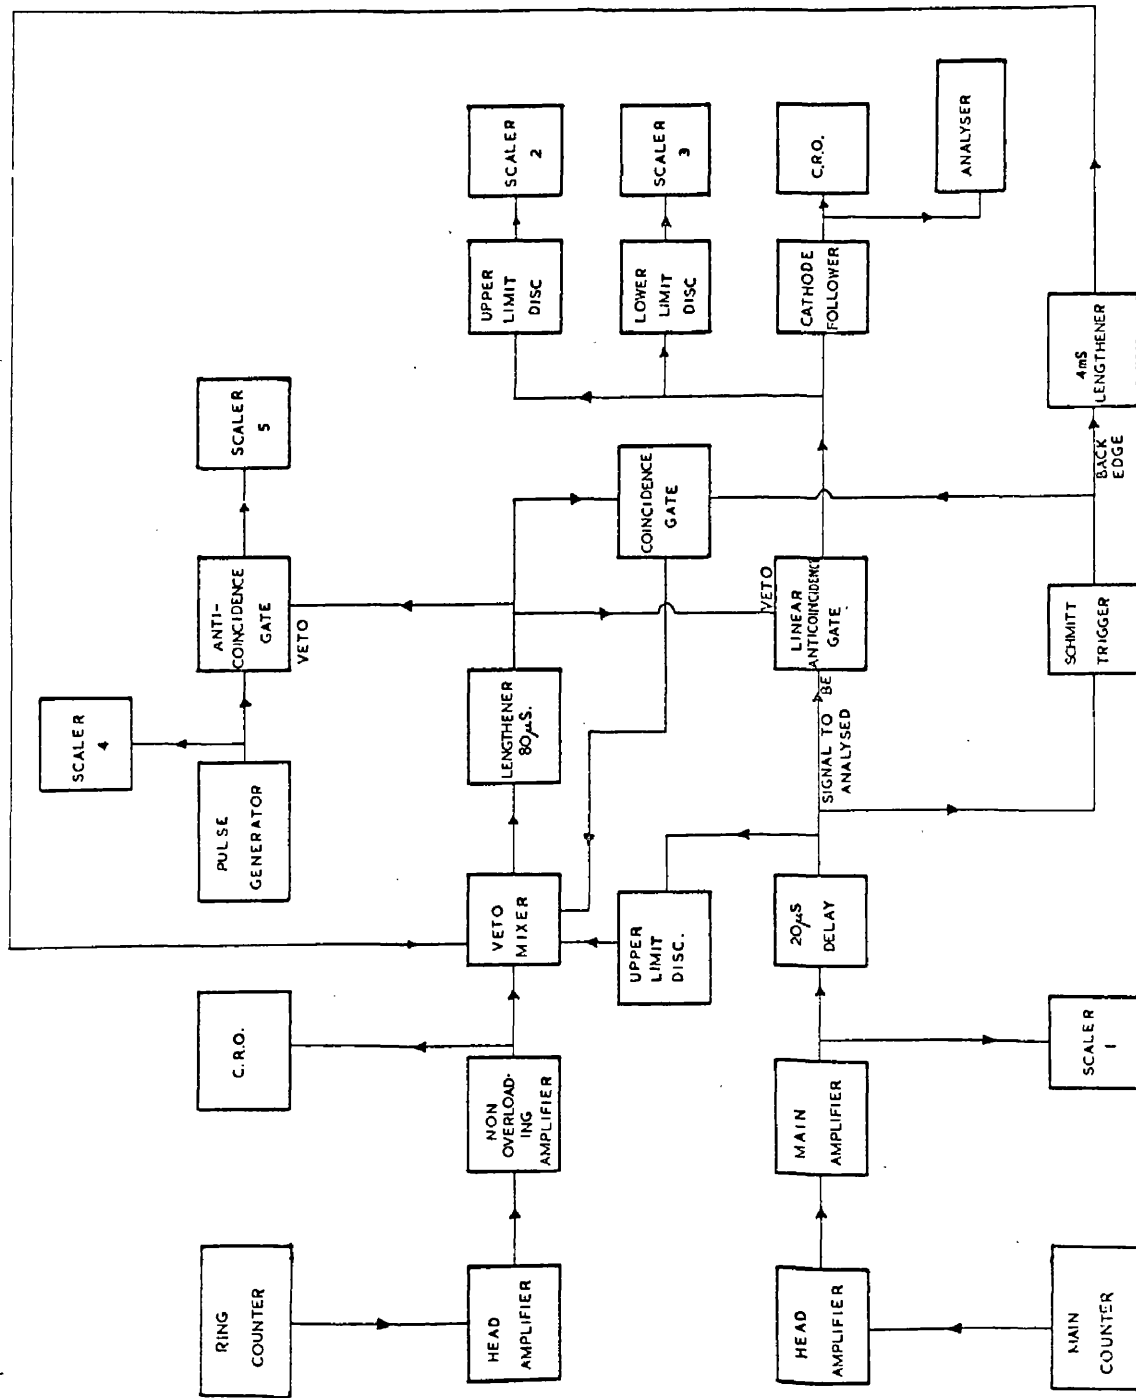 SCALER
4
RING
COUNTER
C.R.O.
PULSE
GENERATOR
ANTI-
COINCIDENCE
GATE
VETO
SCALER
5
HEAD
AMPLIFIER
NON
OVERLOAD-
ING
AMPLIFIER
VETO
MIXER
LENGTHENER
80µS.
UPPER
LIMIT
DISC
SCALER
2
UPPER
LIMIT
DISC.
COINCIDENCE
GATE
LOWER
LIMIT
DISC
SCALER
3
HEAD
AMPLIFIER
MAIN
AMPLIFIER
20µS
DELAY
SIGNAL TO BE
ANALYSED
VETO
LINEAR
ANTICOINCIDENCE
GATE
CATHODE
FOLLOWER
C.R.O.
ANALYSER
MAIN
COUNTER
SCALER
1
SCHMITT
TRIGGER
BACK
EDGE
4mS
LENGTHENER